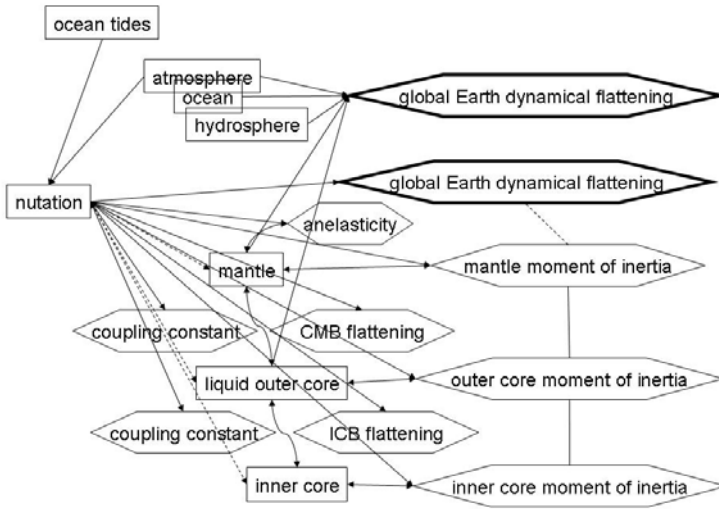 ocean tides
atmosphere
ocean
hydrosphere
global Earth dynamical flattening
global Earth dynamical flattening
nutation
anelasticity
mantle
mantle moment of inertia
coupling constant
CMB flattening
liquid outer core
outer core moment of inertia
coupling constant
ICB flattening
inner core
inner core moment of inertia